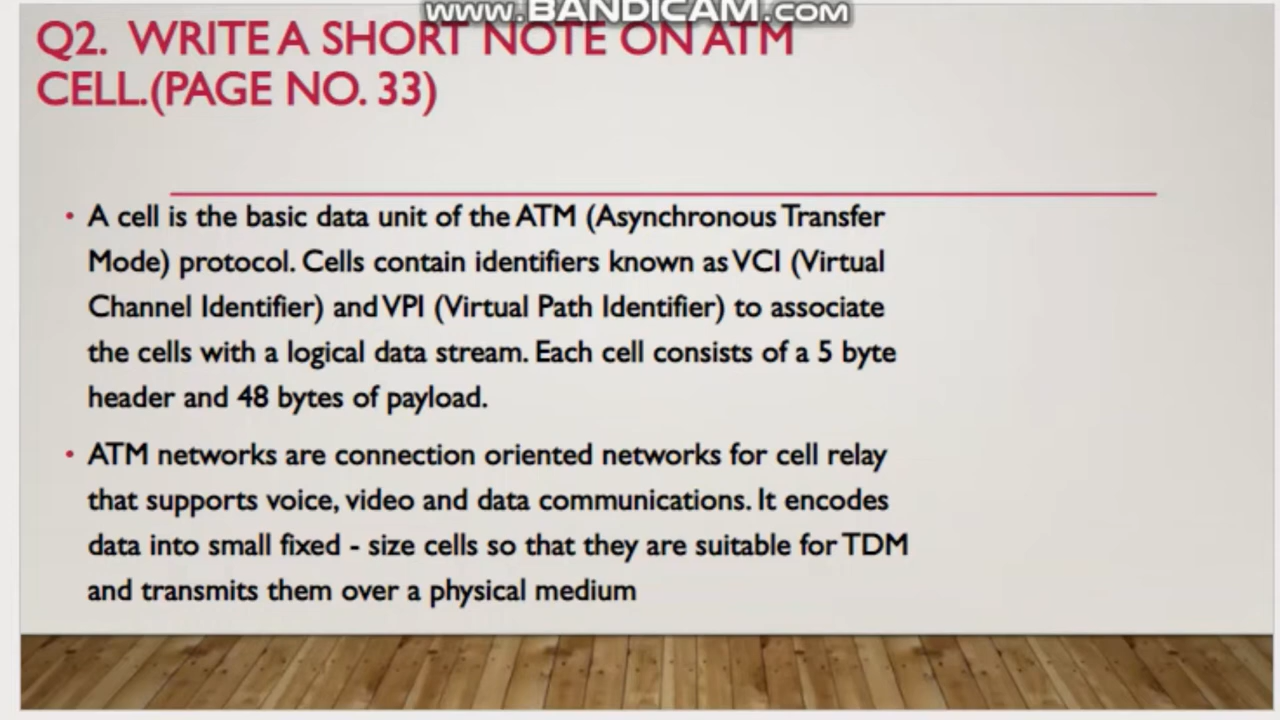 www.BANDICAM.com
Q2. WRITE A SHORT NOTE ON ATM
CELL.(PAGE NO. 33)
• A cell is the basic data unit of the ATM (Asynchronous Transfer
Mode) protocol. Cells contain identifiers known as VCI (Virtual
Channel Identifier) and VPI (Virtual Path Identifier) to associate
the cells with a logical data stream. Each cell consists of a 5 byte
header and 48 bytes of payload.
• ATM networks are connection oriented networks for cell relay
that supports voice, video and data communications. It encodes
data into small fixed - size cells so that they are suitable for TDM
and transmits them over a physical medium